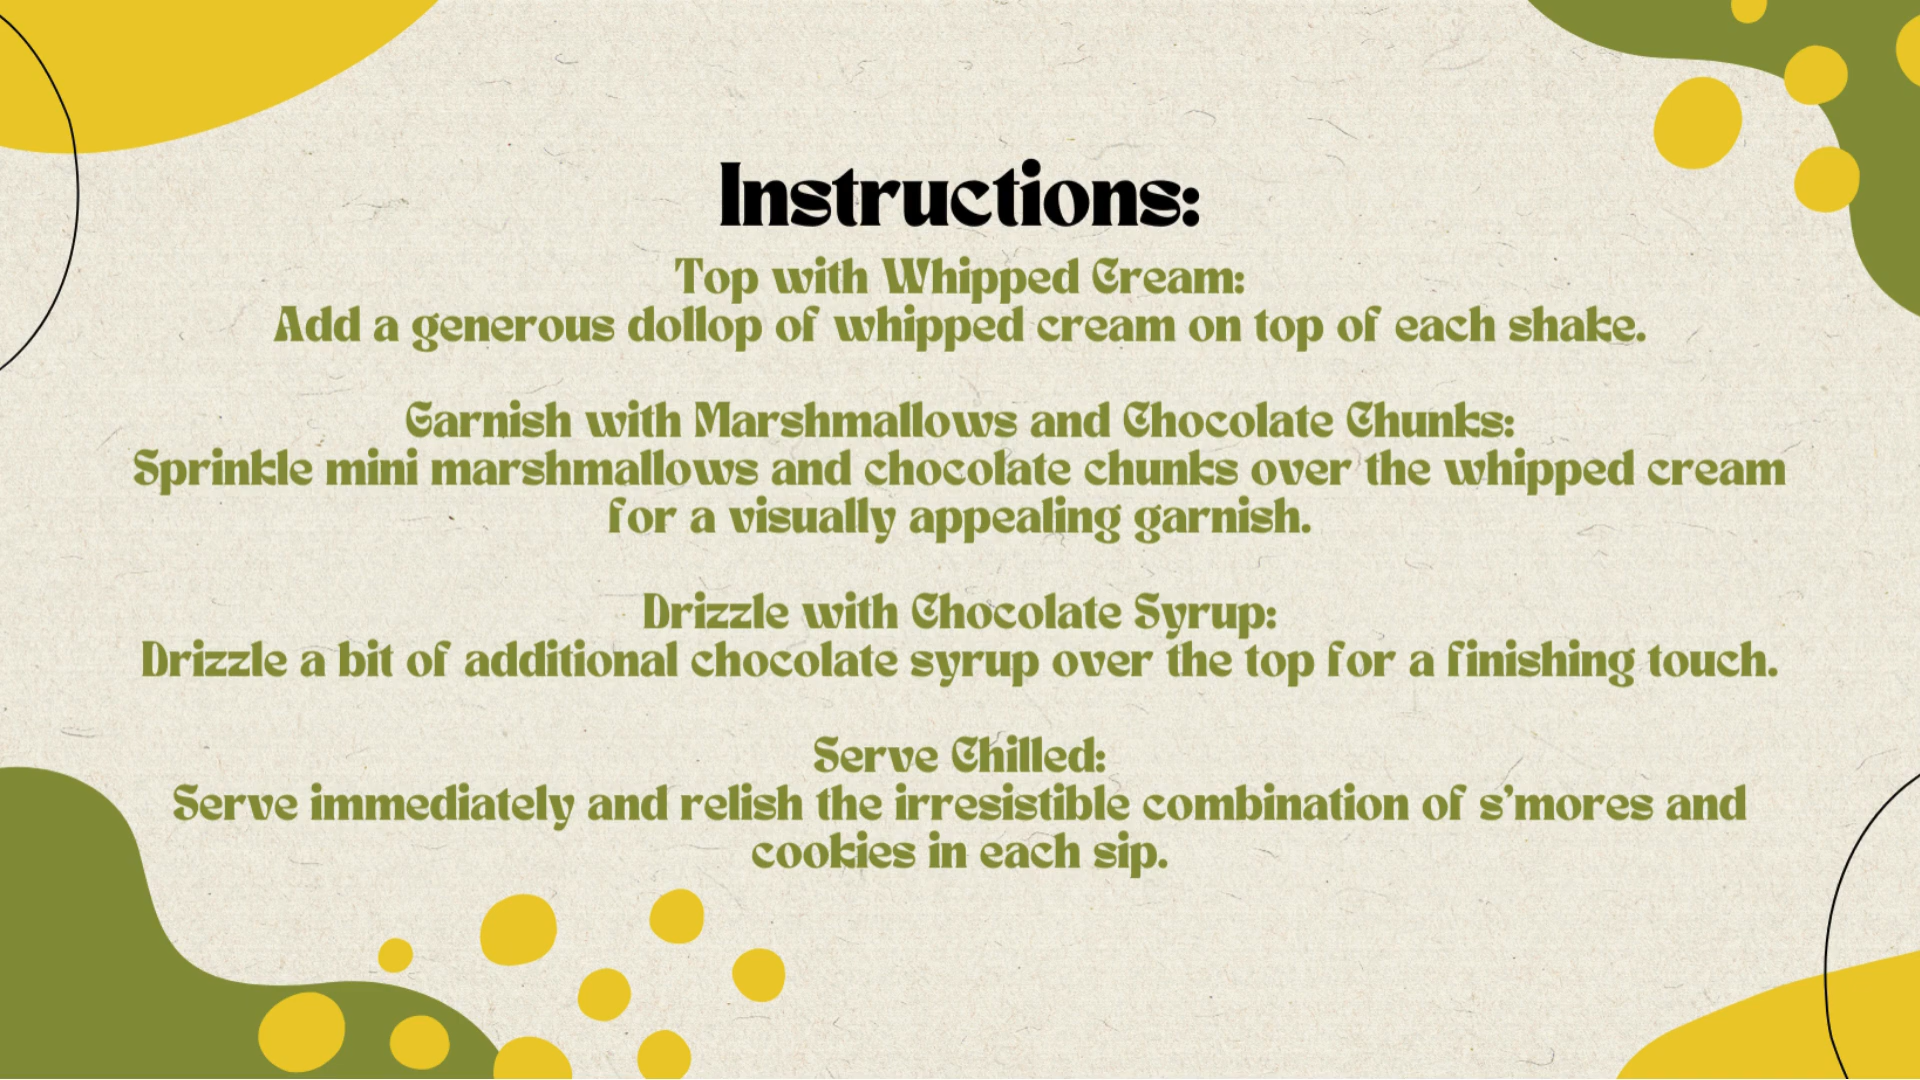 Instructions:
Top with Whipped Cream:
Add a generous dollop of whipped cream on top of each shake.
Garnish with Marshmallows and Chocolate Chunks:
Sprinkle mini marshmallows and chocolate chunks over the whipped cream
for a visually appealing garnish.
Drizzle with Chocolate Syrup:
Drizzle a bit of additional chocolate syrup over the top for a finishing touch.
Serve Chilled:
Serve immediately and relish the irresistible combination of s’mores and
cookies in each sip.